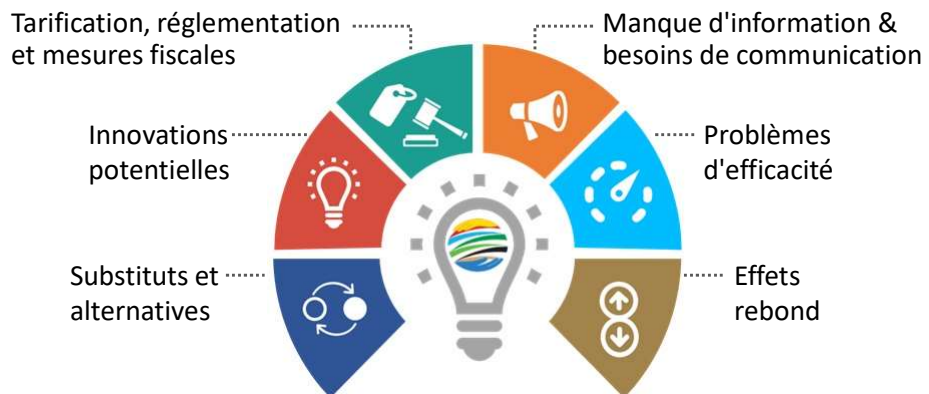 Tarification, réglementation
et mesures fiscales
Manque d'information &
besoins de communication
Innovations
potentielles
Problèmes
d'efficacité
Substituts et
alternatives
Effets
rebond